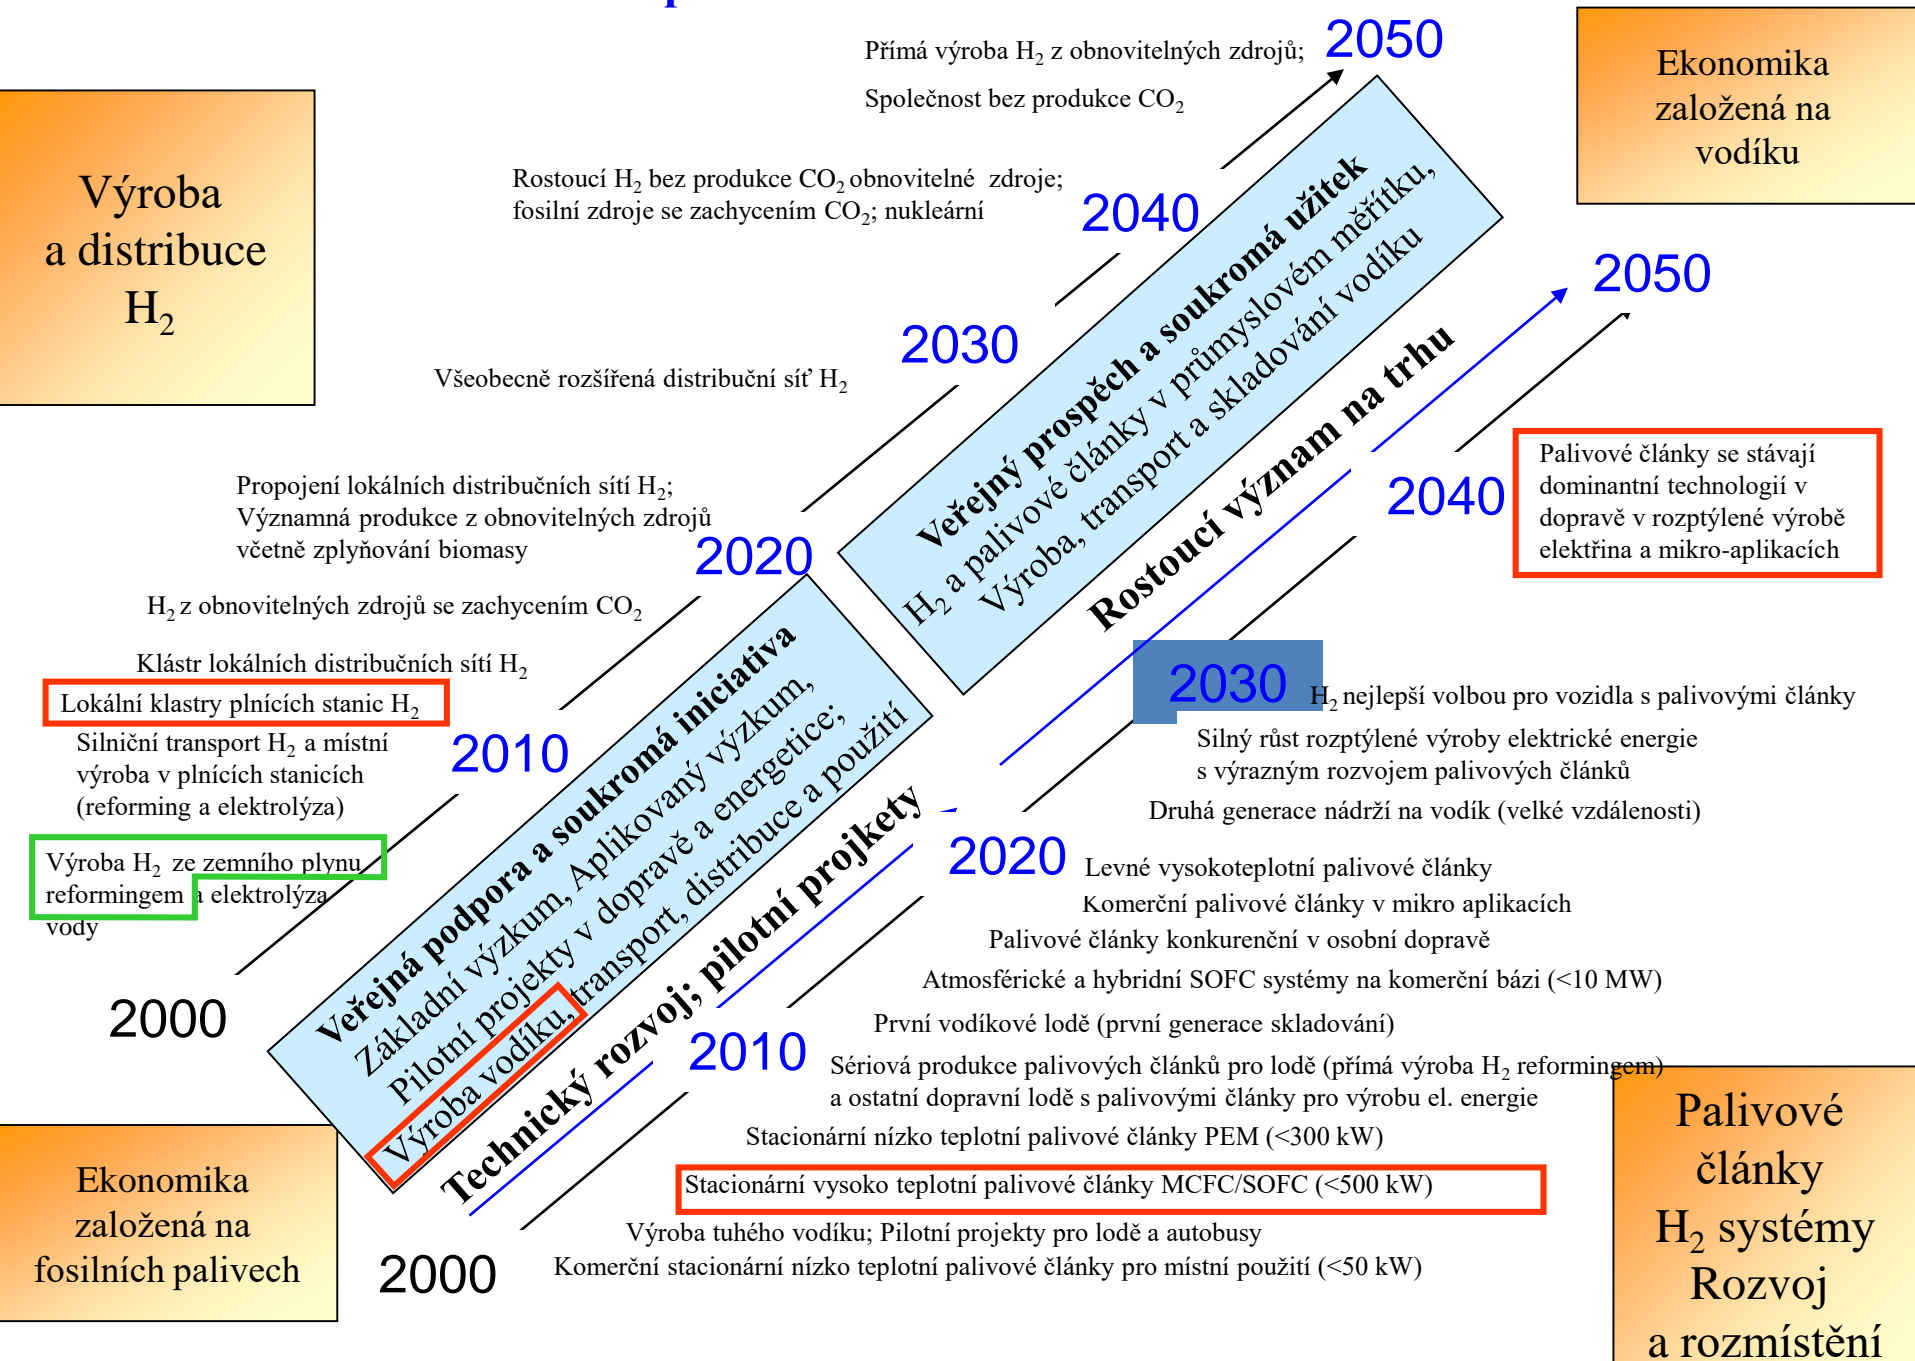 Přímá výroba H2 z obnovitelných zdrojů;
Společnost bez produkce CO2
2050
Ekonomika
založená na
vodíku
Výroba
a distribuce
H2
Rostoucí H2 bez produkce CO2 obnovitelné zdroje;
fosilní zdroje se zachycením CO2; nukleární
2040
2030
Všeobecně rozšířená distribuční síť H2
Propojení lokálních distribučních sítí H2;
Významná produkce z obnovitelných zdrojů
včetně zplyňování biomasy
2020
H2 z obnovitelných zdrojů se zachycením CO2
Klástr lokálních distribučních sítí H2
Lokální klastry plnících stanic H2
2010
Silniční transport H2 a místní
výroba v plnících stanicích
(reforming a elektrolýza)
Výroba H2 ze zemního plynu
reformingem a elektrolýza
vody
2000
Veřejný prospěch a soukromá užitek
H2 a palivové články v průmyslovém měřítku,
Výroba, transport a skladování vodíku
Veřejná podpora a soukromá iniciativa
Základní výzkum, Aplikovaný výzkum,
Pilotní projekty v dopravě a energetice;
Výroba vodíku, transport, distribuce a použití
Rostoucí význam na trhu
Technický rozvoj; pilotní projkety
2050
2040
Palivové články se stávají
dominantní technologií v
dopravě v rozptýlené výrobě
elektřina a mikro-aplikacích
2030
H2 nejlepší volbou pro vozidla s palivovými články
Silný růst rozptýlené výroby elektrické energie
s výrazným rozvojem palivových článků
Druhá generace nádrží na vodík (velké vzdálenosti)
2020
Levné vysokoteplotní palivové články
Komerční palivové články v mikro aplikacích
Palivové články konkurenční v osobní dopravě
Atmosférické a hybridní SOFC systémy na komerční bázi (<10 MW)
První vodíkové lodě (první generace skladování)
2010
Sériová produkce palivových článků pro lodě (přímá výroba H2 reformingem)
a ostatní dopravní lodě s palivovými články pro výrobu el. energie
Stacionární nízko teplotní palivové články PEM (<300 kW)
Stacionární vysoko teplotní palivové články MCFC/SOFC (<500 kW)
Výroba tuhého vodíku; Pilotní projekty pro lodě a autobusy
Komerční stacionární nízko teplotní palivové články pro místní použití (<50 kW)
2000
Ekonomika
založená na
fosilních palivech
Palivové
články
H2 systémy
Rozvoj
a rozmístění